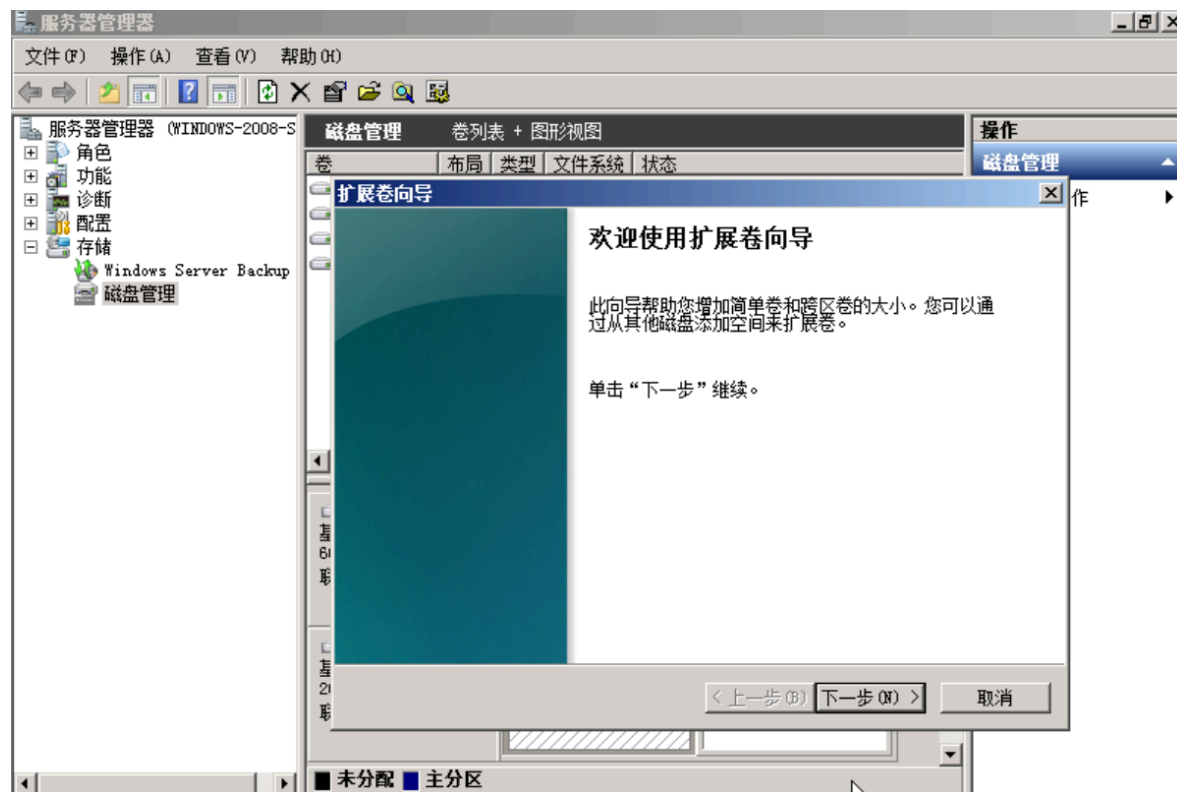 服务器管理器
文件(F) 操作(A) 查看(V) 帮助(H)
服务器管理器 (WINDOWS-2008-S
角色
功能
诊断
配置
存储
Windows Server Backup
磁盘管理
磁盘管理 卷列表 + 图形视图
卷 布局 类型 文件系统 状态
扩展卷向导
欢迎使用扩展卷向导
此向导帮助您增加简单卷和跨区卷的大小。您可以通
过从其他磁盘添加空间来扩展卷。
单击“下一步”继续。
< 上一步(B) 下一步(N) > 取消
基
联
基
联
未分配 主分区
操作
磁盘管理
作